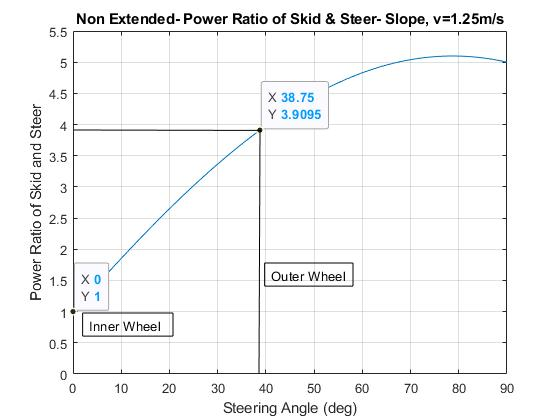 Non Extended- Power Ratio of Skid & Steer- Slope, v=1.25m/s
5.5
5
4.5
4
3.5
3
2.5
2
1.5
1
0.5
0
Power Ratio of Skid and Steer
X 38.75
Y 3.9095
X 0
Y 1
Outer Wheel
Inner Wheel
0 10 20 30 40 50 60 70 80 90
Steering Angle (deg)